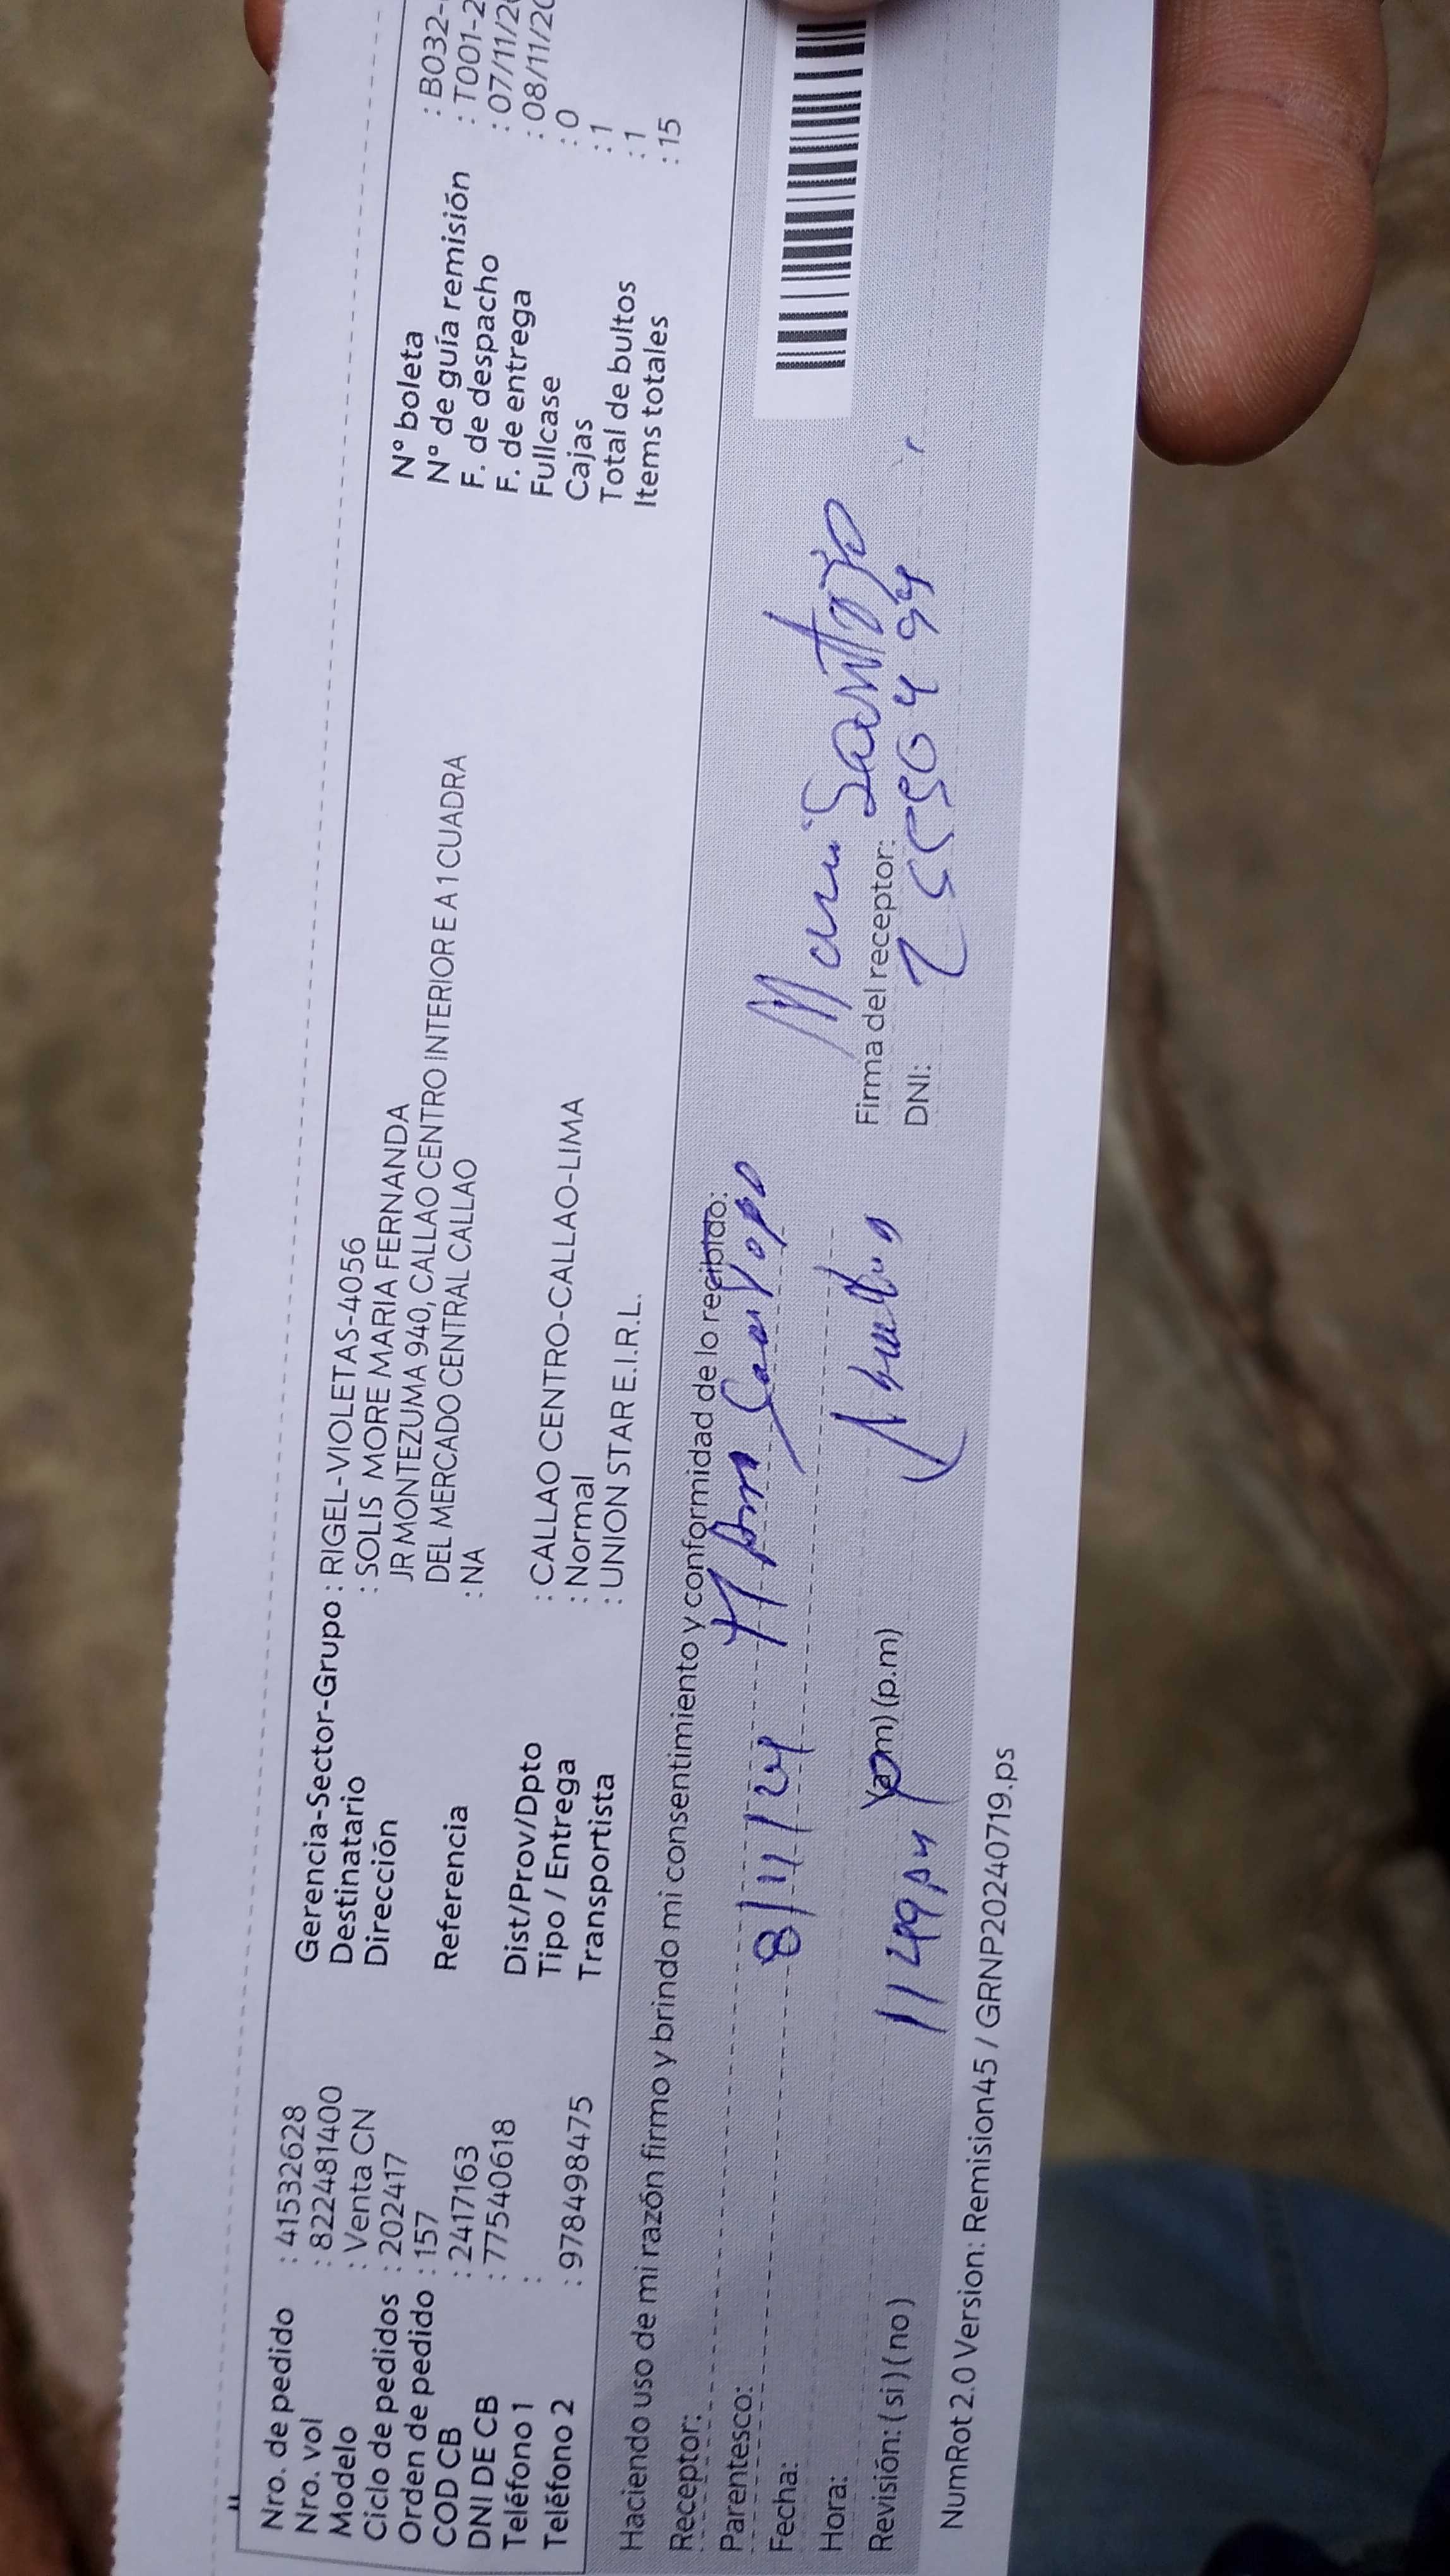 Nro. de pedido : 41532628
Nro. vol : 8224481400
Modelo : Venta CN
Ciclo de pedidos : 202417
Orden de pedido : 157
COD CB : 2417163
DNI DE CB : 77540618
Teléfono 1 :
Teléfono 2 : 978498475
Gerencia-Sector-Grupo : RIGEL-VIOLETAS-4056
Destinatario : SOLIS MORE MARIA FERNANDA
Dirección JR MONTEZUMA 940, CALLAO CENTRO INTERIOR E A 1 CUADRA
DEL MERCADO CENTRAL CALLAO
Referencia : NA
Dist/Prov/Dpto : CALLAO CENTRO-CALLAO-LIMA
Tipo / Entrega : Normal
Transportista : UNION STAR E.I.R.L.
N° boleta : B032-
N° de guía remisión : T001-2
F. de despacho : 07/11/20
F. de entrega : 08/11/20
Fullcase : 0
Cajas : 1
Total de bultos : 1
Items totales : 15
Haciendo uso de mi razón firmo y brindo mi consentimiento y conformidad de lo recibido:
Receptor:
Parentesco:
Fecha: 8/11/24
Hora:
Revisión: ( si ) ( no ) 11 49 (a.m) (p.m)
Firma del receptor:
DNI:
NumRot 2.0 Version: Remision45 / GRNP20240719.ps